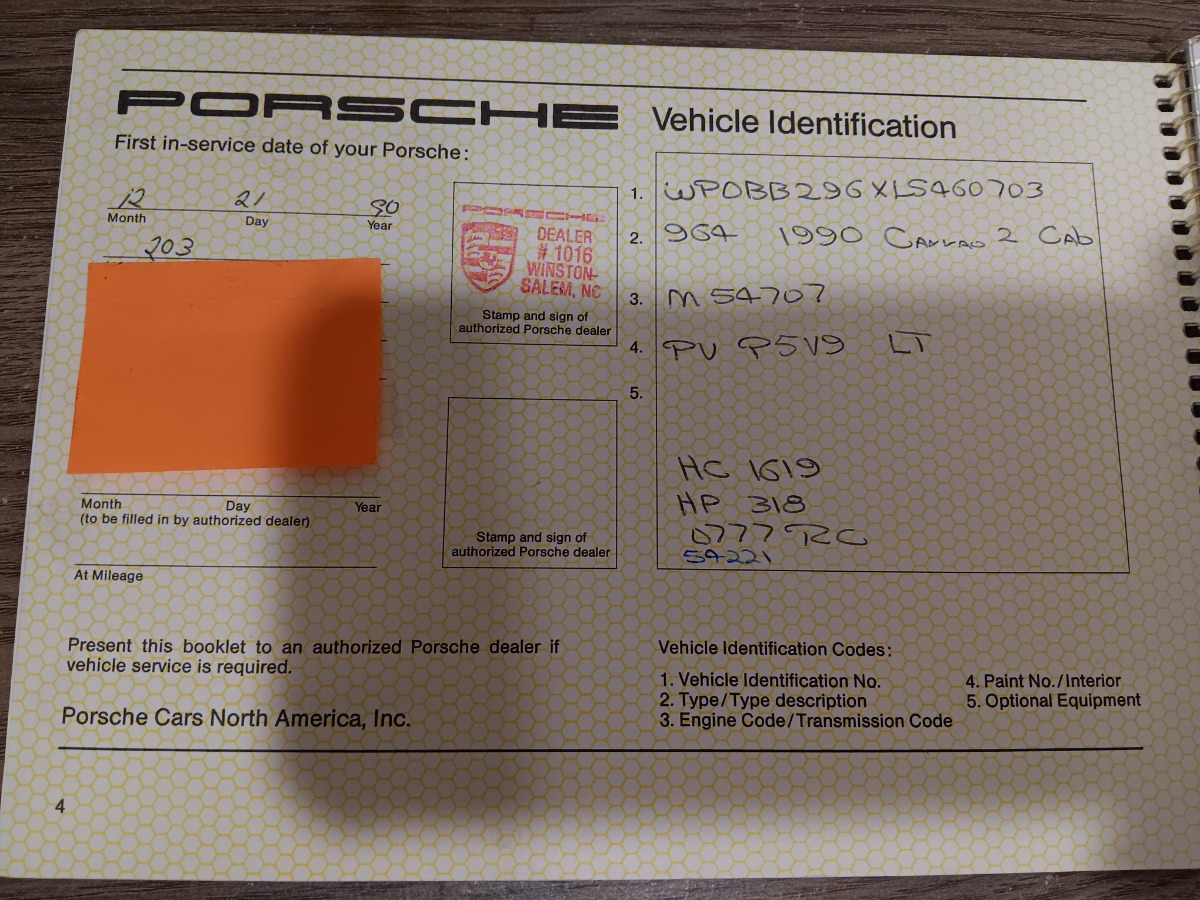 PORSCHE
First in-service date of your Porsche:
12 21 90
Month Day Year
203
PORSCHE
DEALER
# 1016
WINSTON-
SALEM, NC
Stamp and sign of
authorized Porsche dealer
Month Day Year
(to be filled in by authorized dealer)
At Mileage
Stamp and sign of
authorized Porsche dealer
Present this booklet to an authorized Porsche dealer if
vehicle service is required.
Porsche Cars North America, Inc.
4
Vehicle Identification
1. WP0BB296XLS460703
2. 964 1990 2 Cab
3. M54707
4. PV P5V9 LT
5.
HC 1619
HP 318
0777 RC
54221
Vehicle Identification Codes:
1. Vehicle Identification No.
2. Type/Type description
3. Engine Code/Transmission Code
4. Paint No./Interior
5. Optional Equipment